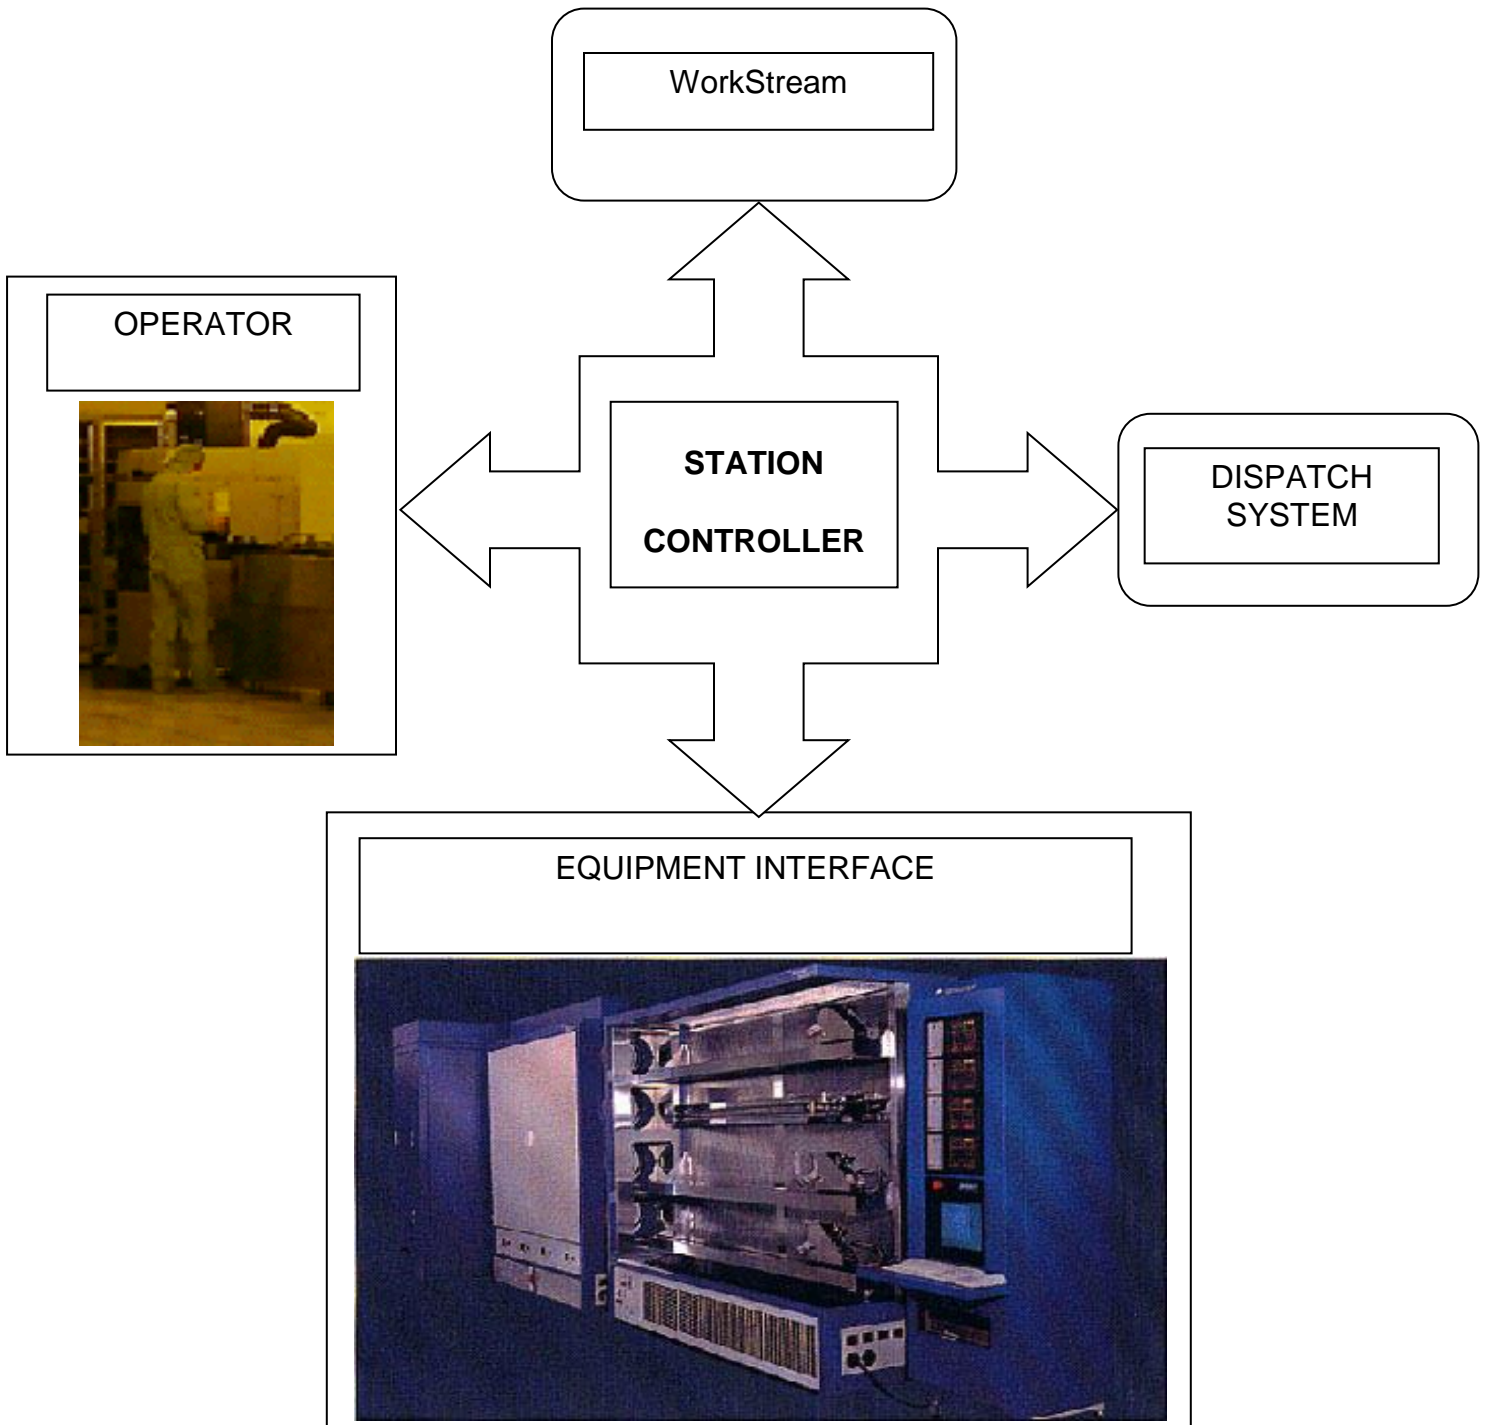 WorkStream
OPERATOR
STATION
CONTROLLER
DISPATCH
SYSTEM
EQUIPMENT INTERFACE